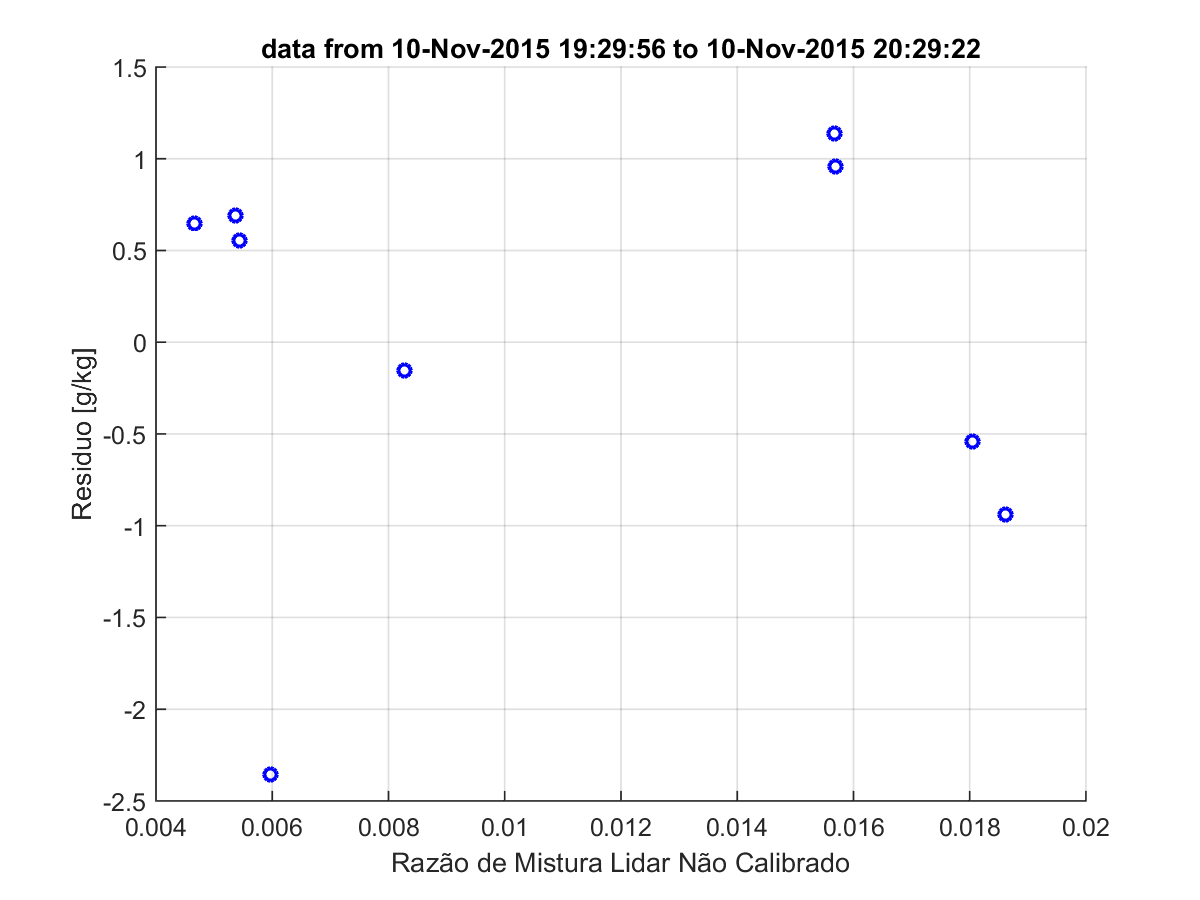 data from 10-Nov-2015 19:29:56 to 10-Nov-2015 20:29:22
1.5
1
0.5
0
-0.5
-1
-1.5
-2
-2.5
Residuo [g/kg]
0.004 0.006 0.008 0.01 0.012 0.014 0.016 0.018 0.02
Razão de Mistura Lidar Não Calibrado